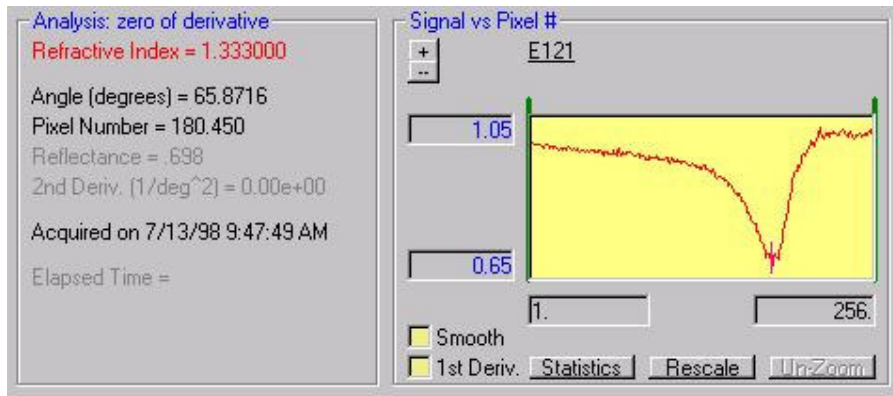 Analysis: zero of derivative
Refractive Index = 1.333000
Angle (degrees) = 65.8716
Pixel Number = 180.450
Reflectance = .698
2nd Deriv. (1/deg^2) = 0.00e+00
Acquired on 7/13/98 9:47:49 AM
Elapsed Time =
Signal vs Pixel #
+
--
E121
1.05
0.65
1. 256.
Smooth
1st Deriv. Statistics Rescale Un-Zoom